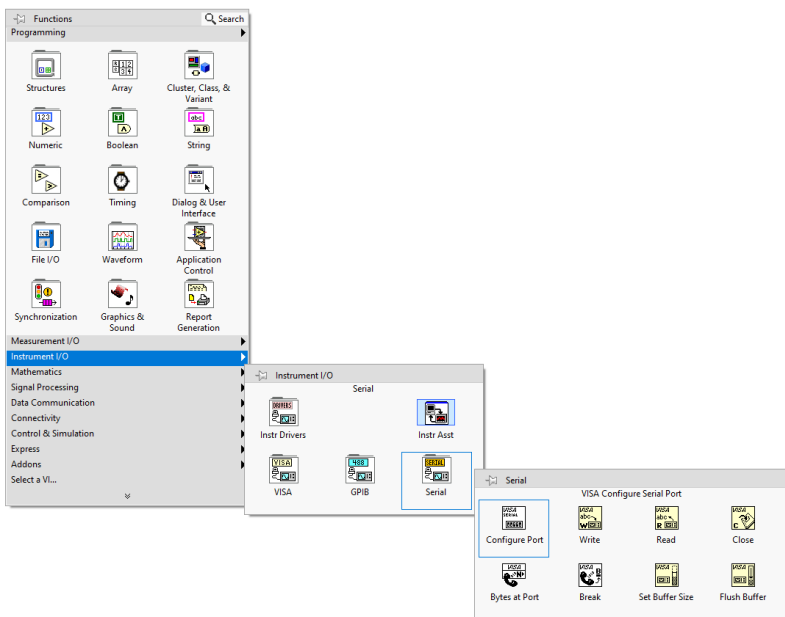 Functions
Search
Programming
Structures
Array
Cluster, Class, &
Variant
Numeric
Boolean
String
Comparison
Timing
Dialog & User
Interface
File I/O
Waveform
Application
Control
Synchronization
Graphics &
Sound
Report
Generation
Measurement I/O
Instrument I/O
Mathematics
Signal Processing
Data Communication
Connectivity
Control & Simulation
Express
Addons
Select a VI...
Instrument I/O
Serial
Instr Drivers
Instr Asst
VISA
GPIB
Serial
Serial
VISA Configure Serial Port
Configure Port
Write
Read
Close
Bytes at Port
Break
Set Buffer Size
Flush Buffer